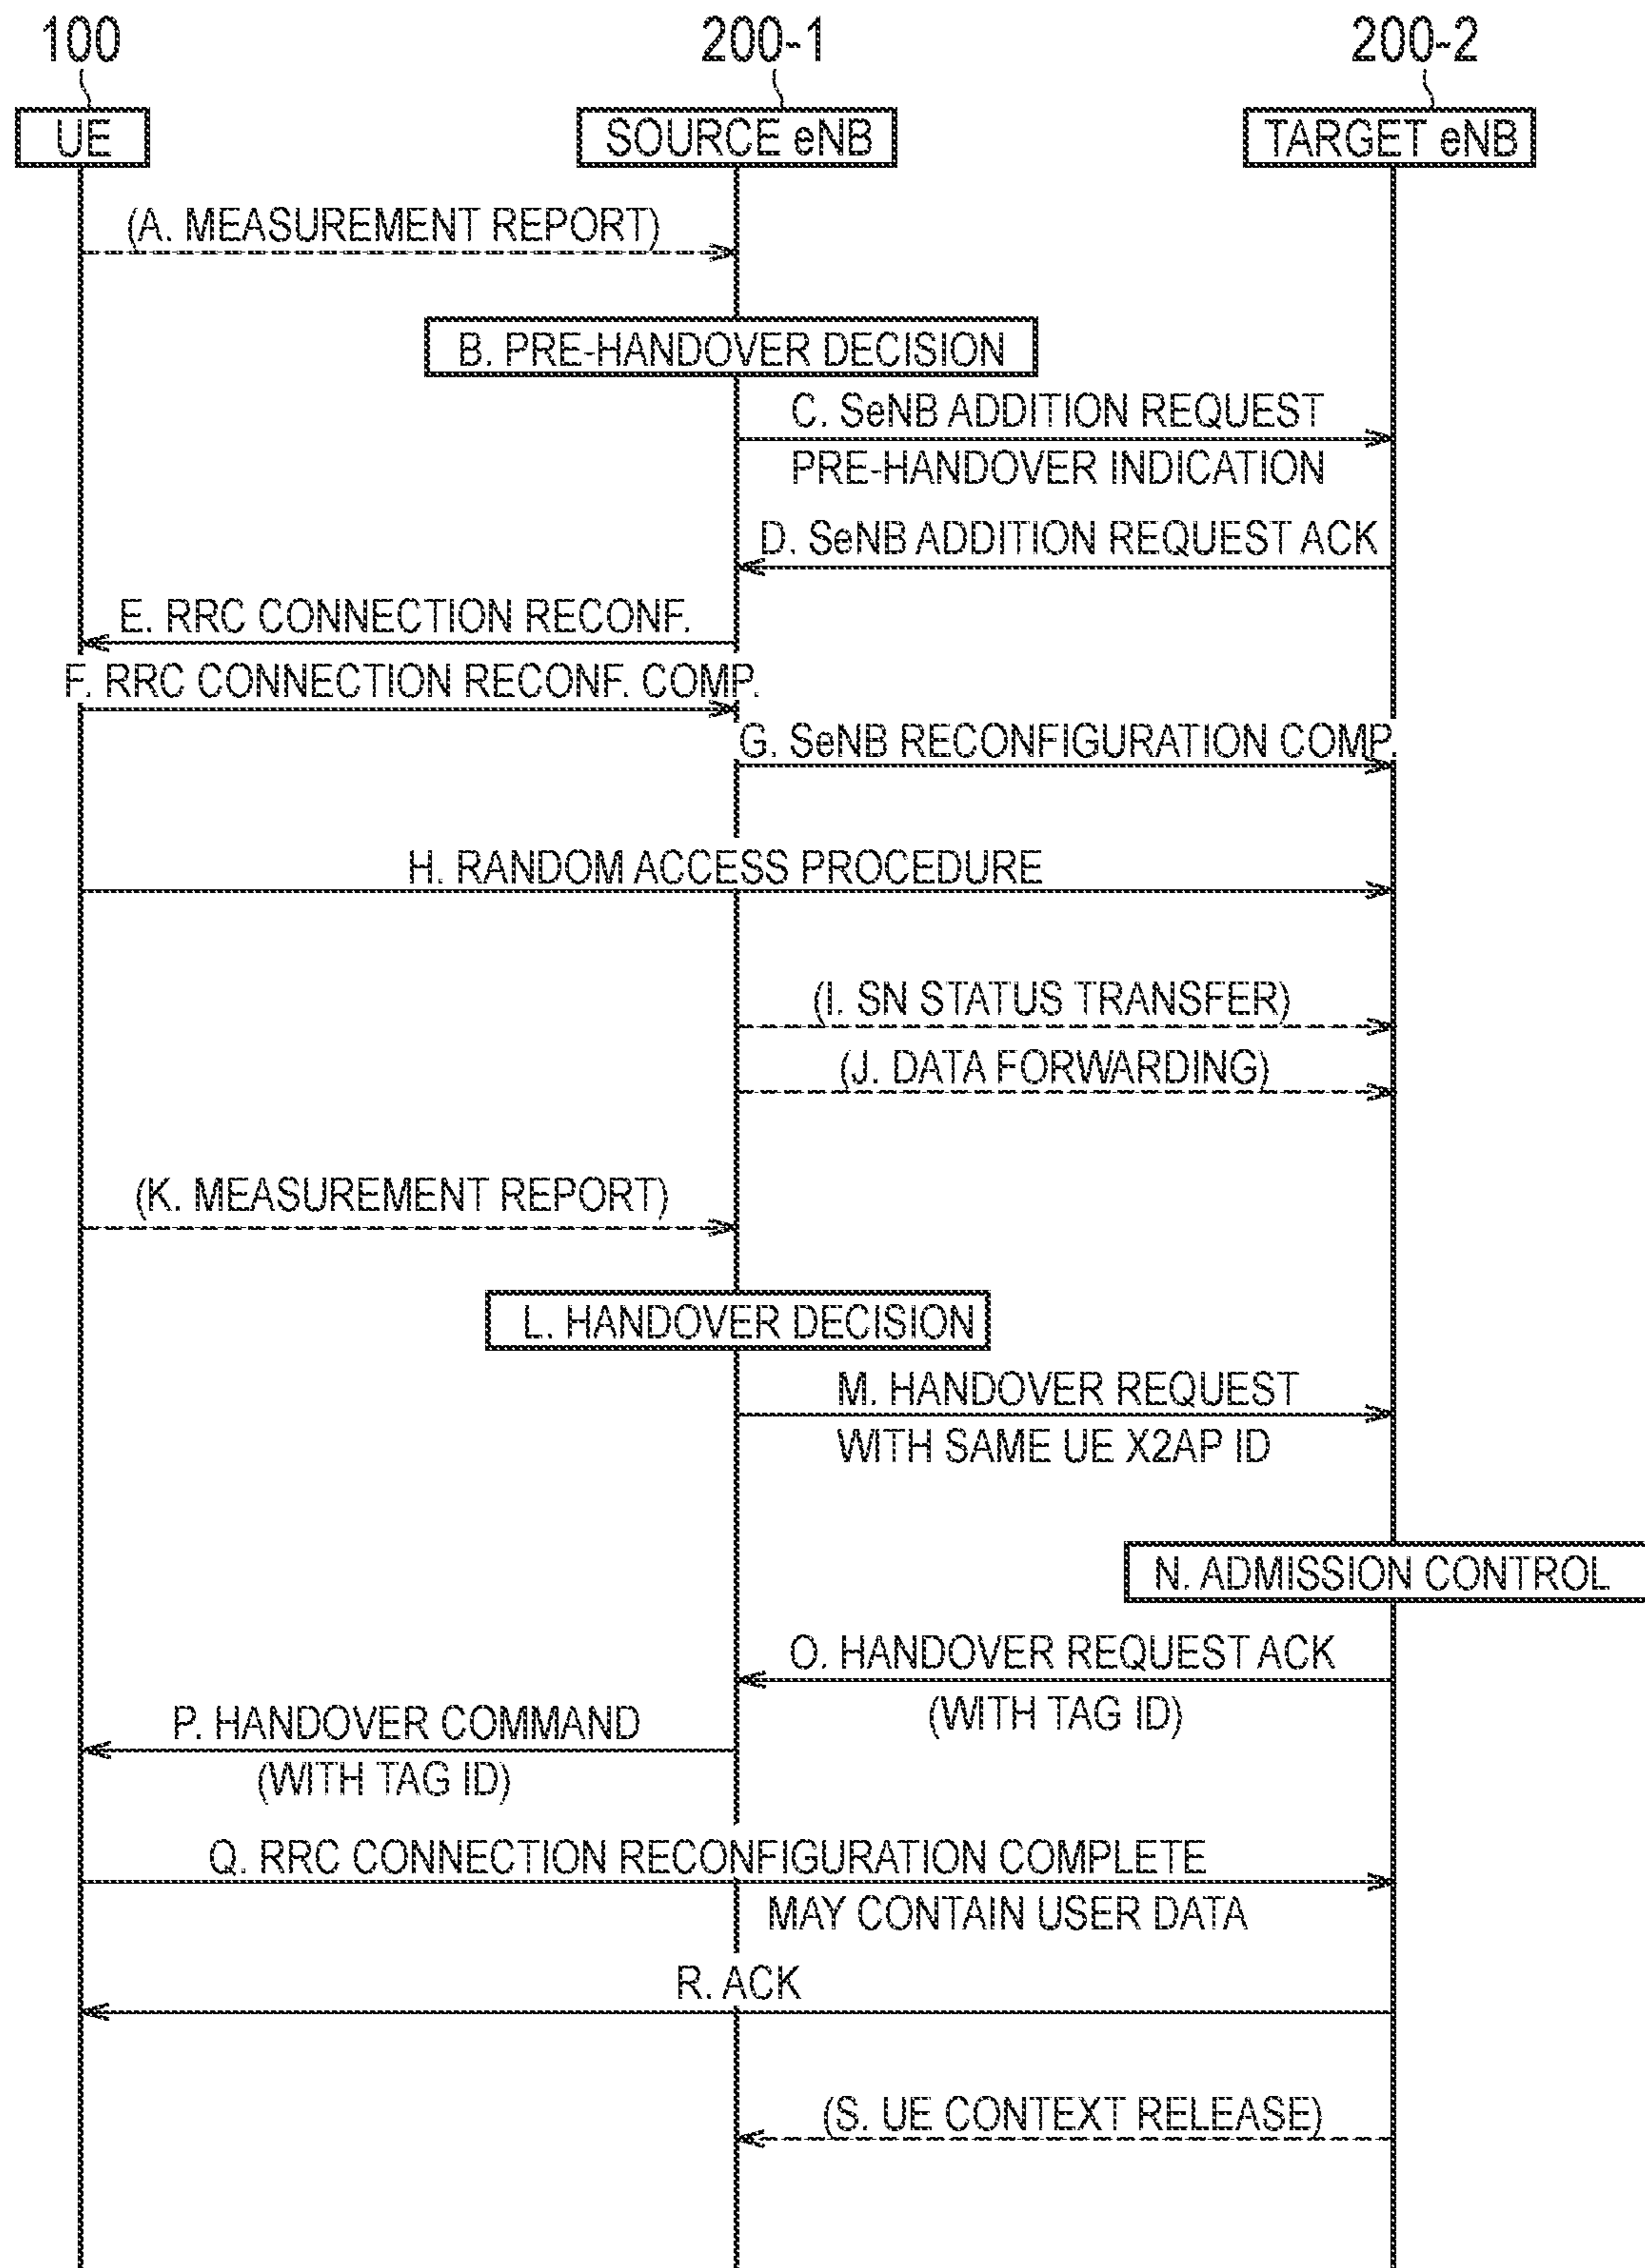 100
200-1
200-2
UE
SOURCE eNB
TARGET eNB
(A. MEASUREMENT REPORT)
B. PRE-HANDOVER DECISION
C. SeNB ADDITION REQUEST
PRE-HANDOVER INDICATION
D. SeNB ADDITION REQUEST ACK
E. RRC CONNECTION RECONF.
F. RRC CONNECTION RECONF. COMP.
G. SeNB RECONFIGURATION COMP.
H. RANDOM ACCESS PROCEDURE
(I. SN STATUS TRANSFER)
(J. DATA FORWARDING)
(K. MEASUREMENT REPORT)
L. HANDOVER DECISION
M. HANDOVER REQUEST
WITH SAME UE X2AP ID
N. ADMISSION CONTROL
O. HANDOVER REQUEST ACK
(WITH TAG ID)
P. HANDOVER COMMAND
(WITH TAG ID)
Q. RRC CONNECTION RECONFIGURATION COMPLETE
MAY CONTAIN USER DATA
R. ACK
(S. UE CONTEXT RELEASE)